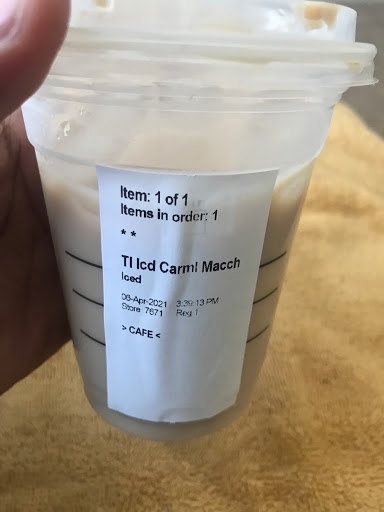 Item: 1 of 1
Items in order: 1
* *
Tl Icd Carml Macch
Iced
06-Apr-2021 3:39:13 PM
Store 7671 Reg 1
> CAFE <